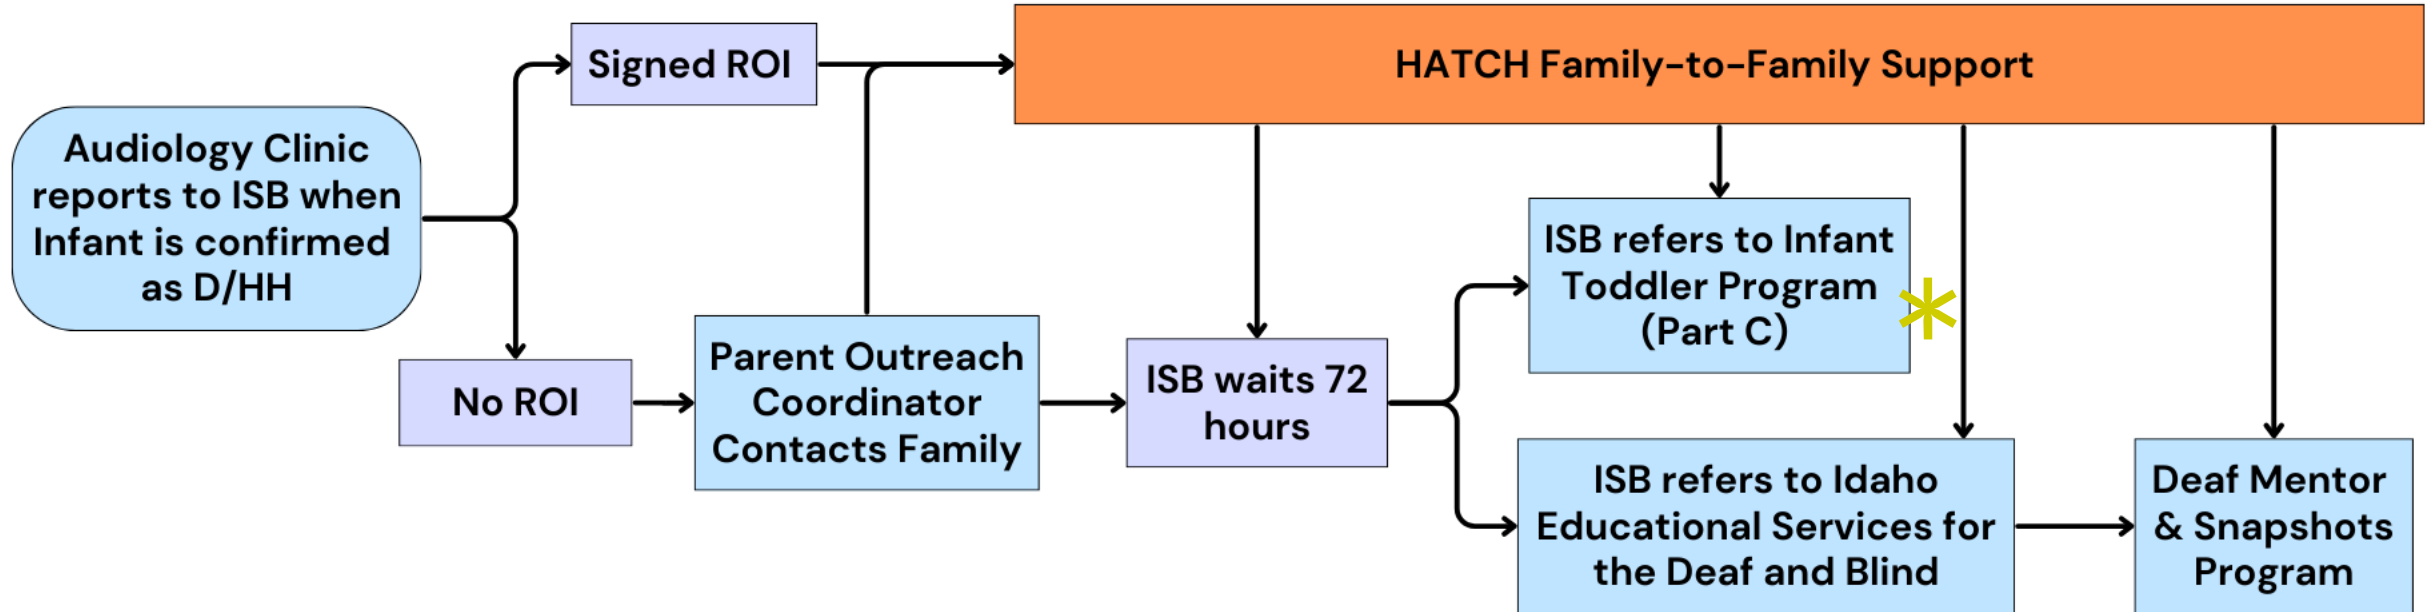 Signed ROI
HATCH Family-to-Family Support
Audiology Clinic
reports to ISB when
Infant is confirmed
as D/HH
No ROI
Parent Outreach
Coordinator
Contacts Family
ISB waits 72
hours
ISB refers to Infant
Toddler Program
(Part C)
ISB refers to Idaho
Educational Services for
the Deaf and Blind
Deaf Mentor
& Snapshots
Program